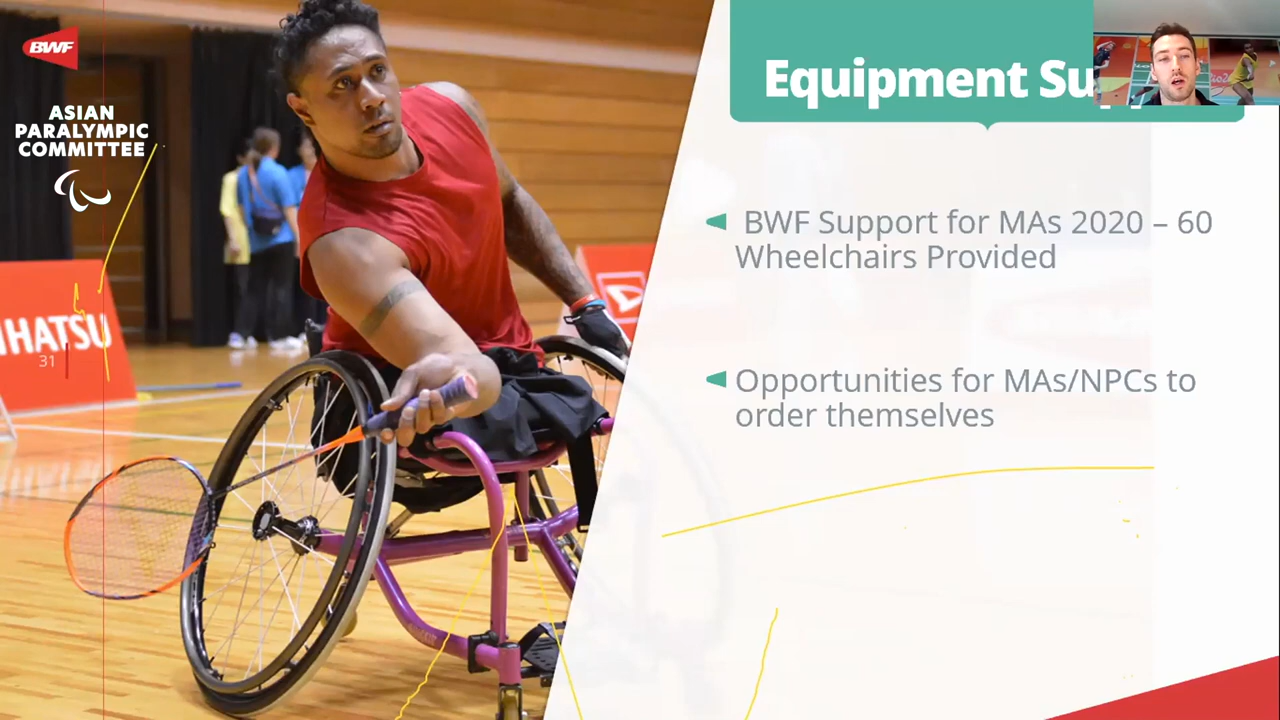 BWF
ASIAN
PARALYMPIC
COMMITTEE
IHATSU
31
Equipment Su
BWF Support for MAs 2020 – 60
Wheelchairs Provided
Opportunities for MAs/NPCs to
order themselves